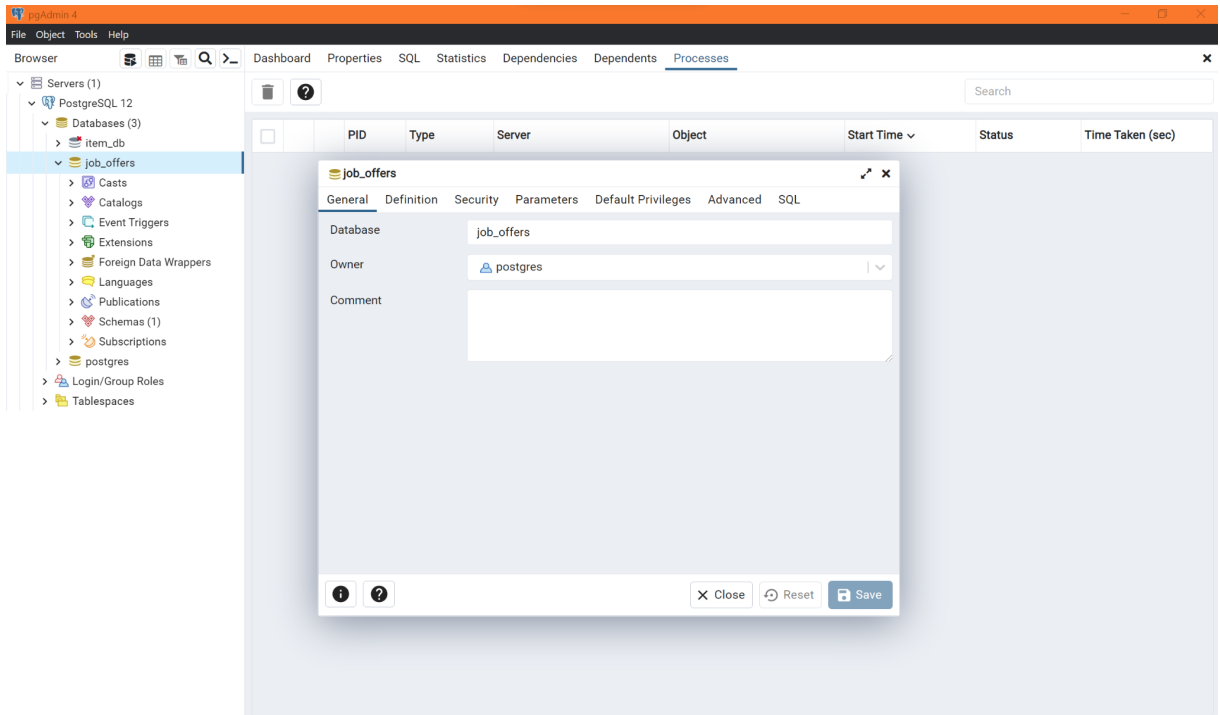 pgAdmin 4
File Object Tools Help
Browser
Dashboard Properties SQL Statistics Dependencies Dependents Processes
Servers (1)
PostgreSQL 12
Databases (3)
item_db
job_offers
Casts
Catalogs
Event Triggers
Extensions
Foreign Data Wrappers
Languages
Publications
Schemas (1)
Subscriptions
postgres
Login/Group Roles
Tablespaces
Search
PID Type Server Object Start Time Status Time Taken (sec)
job_offers
General Definition Security Parameters Default Privileges Advanced SQL
Database job_offers
Owner postgres
Comment
Close Reset Save